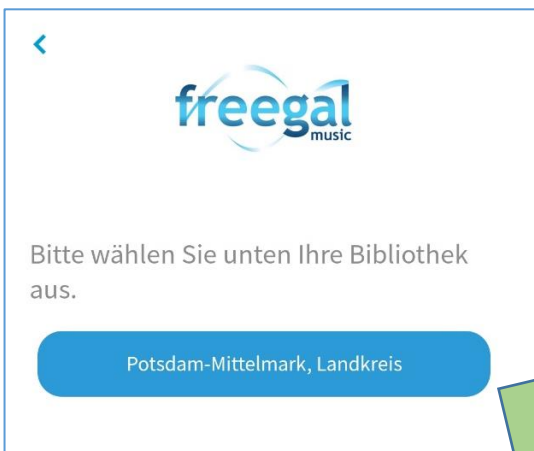 freegal
music
Bitte wählen Sie unten Ihre Bibliothek
aus.
Potsdam-Mittelmark, Landkreis